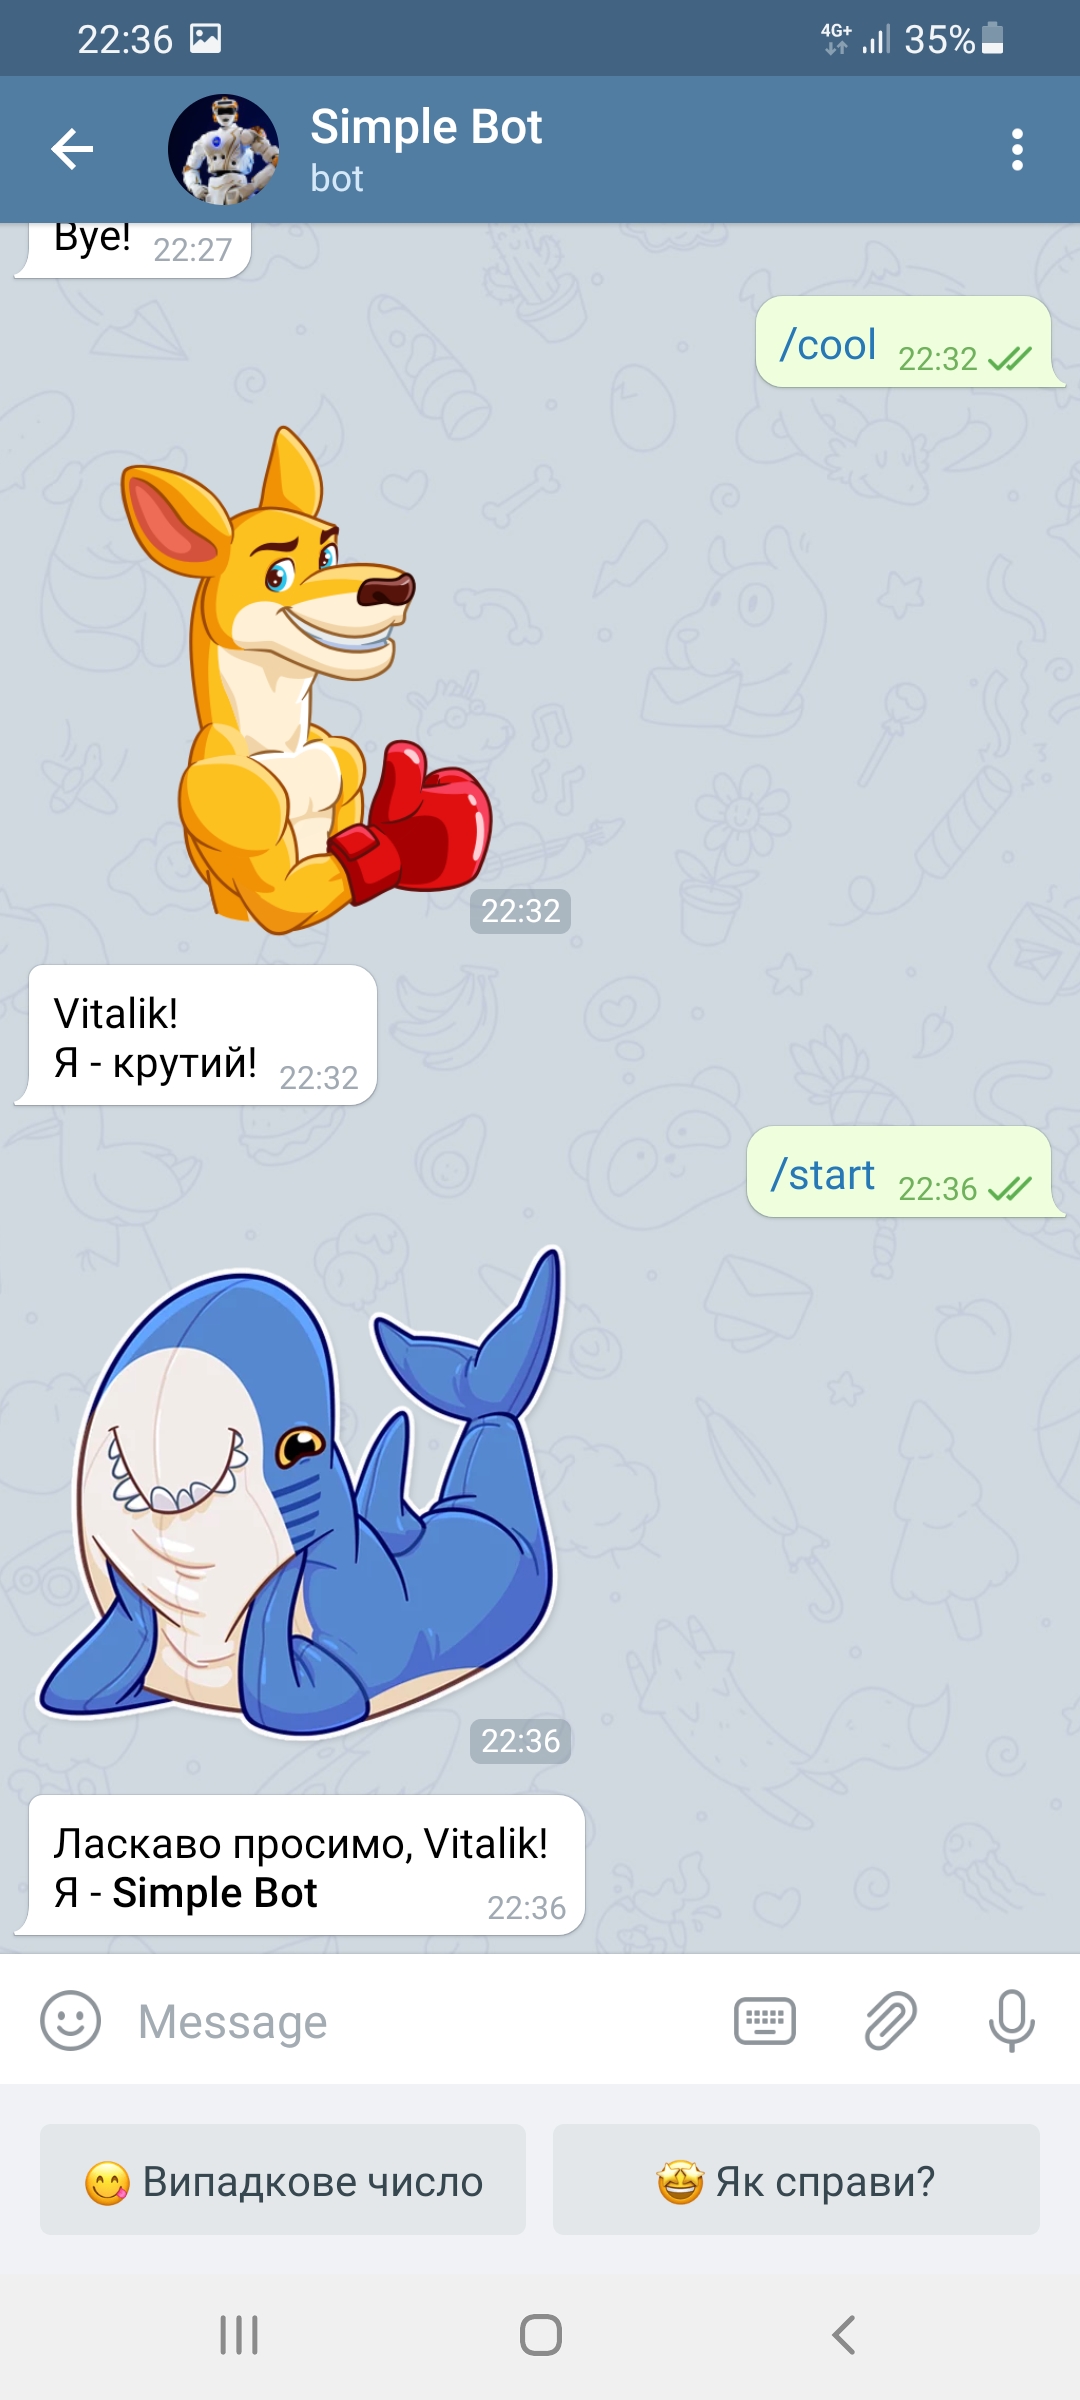 22:36
4G+ 35%
Simple Bot
bot
Bye! 22:27
/cool 22:32
22:32
Vitalik!
Я - крутий! 22:32
/start 22:36
22:36
Ласкаво просимо, Vitalik!
Я - Simple Bot 22:36
Message
Випадкове число
Як справи?